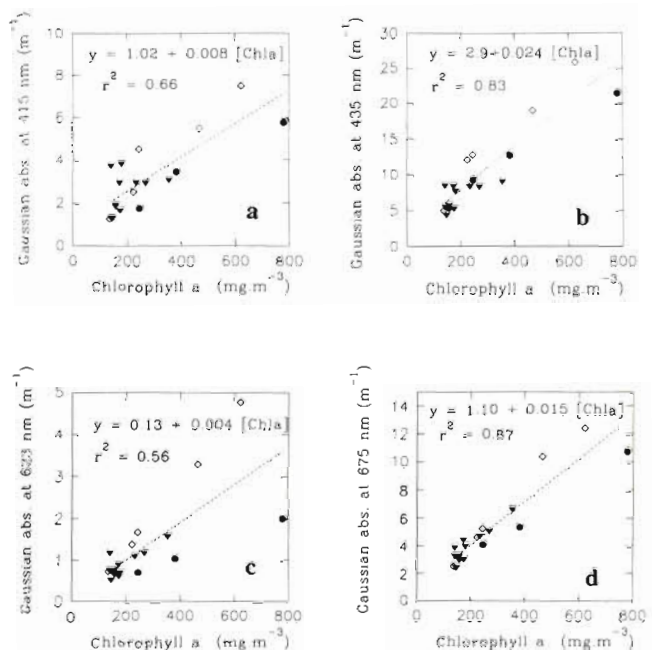 Gaussian abs. at 415 nm (m⁻¹)
10
8
6
4
2
0
y = 1.02 + 0.008 [Chla]
r² = 0.66
a
0 200 400 600 800
Chlorophyll a (mg.m⁻³)
Gaussian abs. at 435 nm (m⁻¹)
30
25
20
15
10
5
0
y = 2.9+0.024 [Chla]
r² = 0.83
b
0 200 400 600 800
Chlorophyll a (mg.m⁻³)
Gaussian abs. at 623 nm (m⁻¹)
5
4
3
2
1
0
y = 0.13 + 0.004 [Chla]
r² = 0.56
c
0 200 400 600 800
Chlorophyll a (mg.m⁻³)
Gaussian abs. at 675 nm (m⁻¹)
14
12
10
8
6
4
2
0
y = 1.10 + 0.015 [Chla]
r² = 0.87
d
0 200 400 600 800
Chlorophyll a (mg.m⁻³)